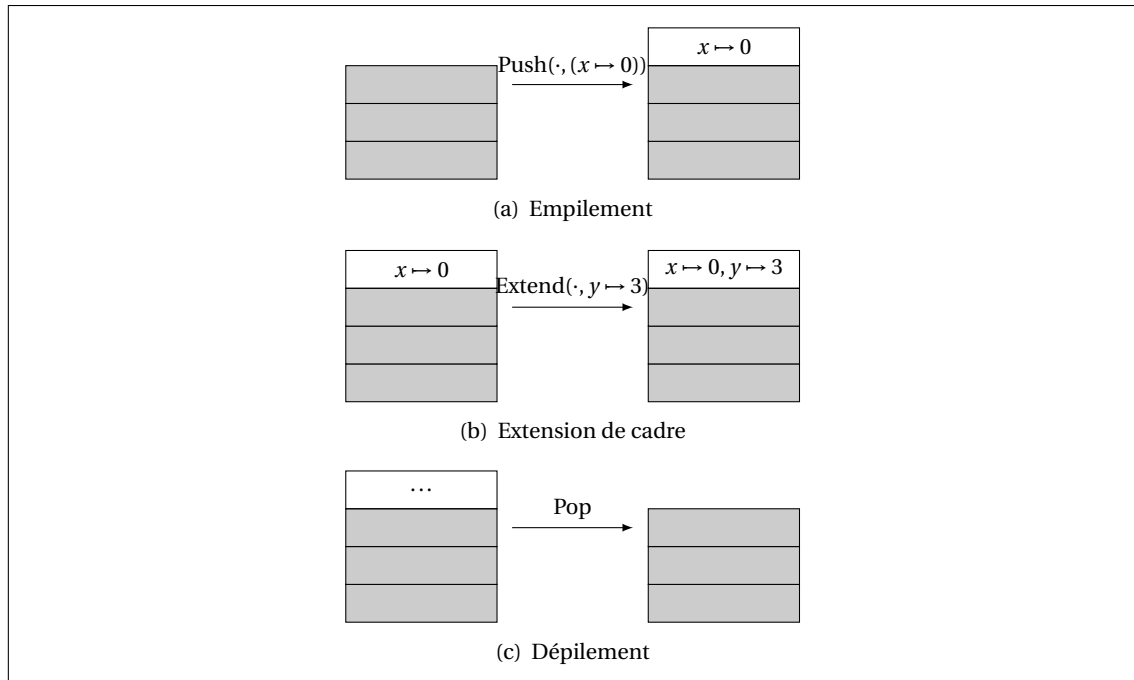 x ↦ 0
Push(·, (x ↦ 0))
(a) Empilement
x ↦ 0
Extend(·, y ↦ 3)
x ↦ 0, y ↦ 3
(b) Extension de cadre
···
Pop
(c) Dépilement